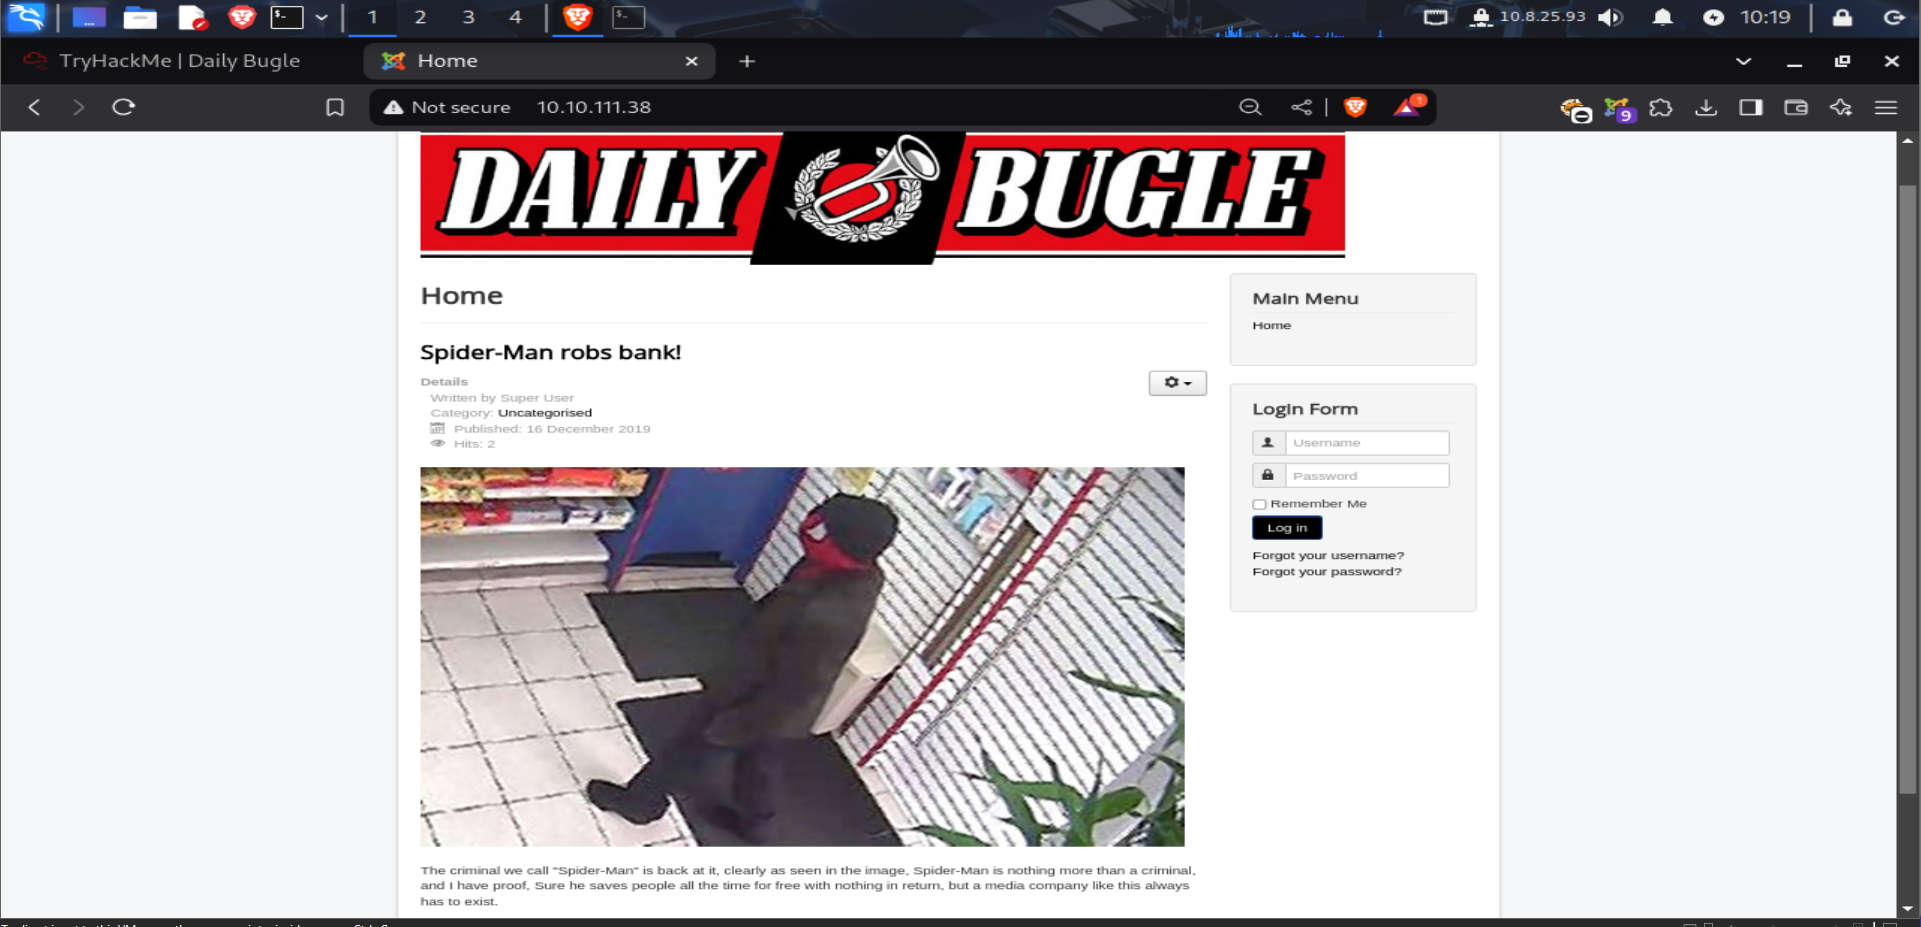 1 2 3 4 10.8.25.93 10:19
TryHackMe | Daily Bugle Home
Not secure 10.10.111.38 1 9
DAILY BUGLE
Home
Spider-Man robs bank!
Details
Written by Super User
Category: Uncategorised
Published: 16 December 2019
Hits: 2
The criminal we call "Spider-Man" is back at it, clearly as seen in the image, Spider-Man is nothing more than a criminal,
and I have proof, Sure he saves people all the time for free with nothing in return, but a media company like this always
has to exist.
Main Menu
Home
Login Form
Username
Password
Remember Me
Log in
Forgot your username?
Forgot your password?